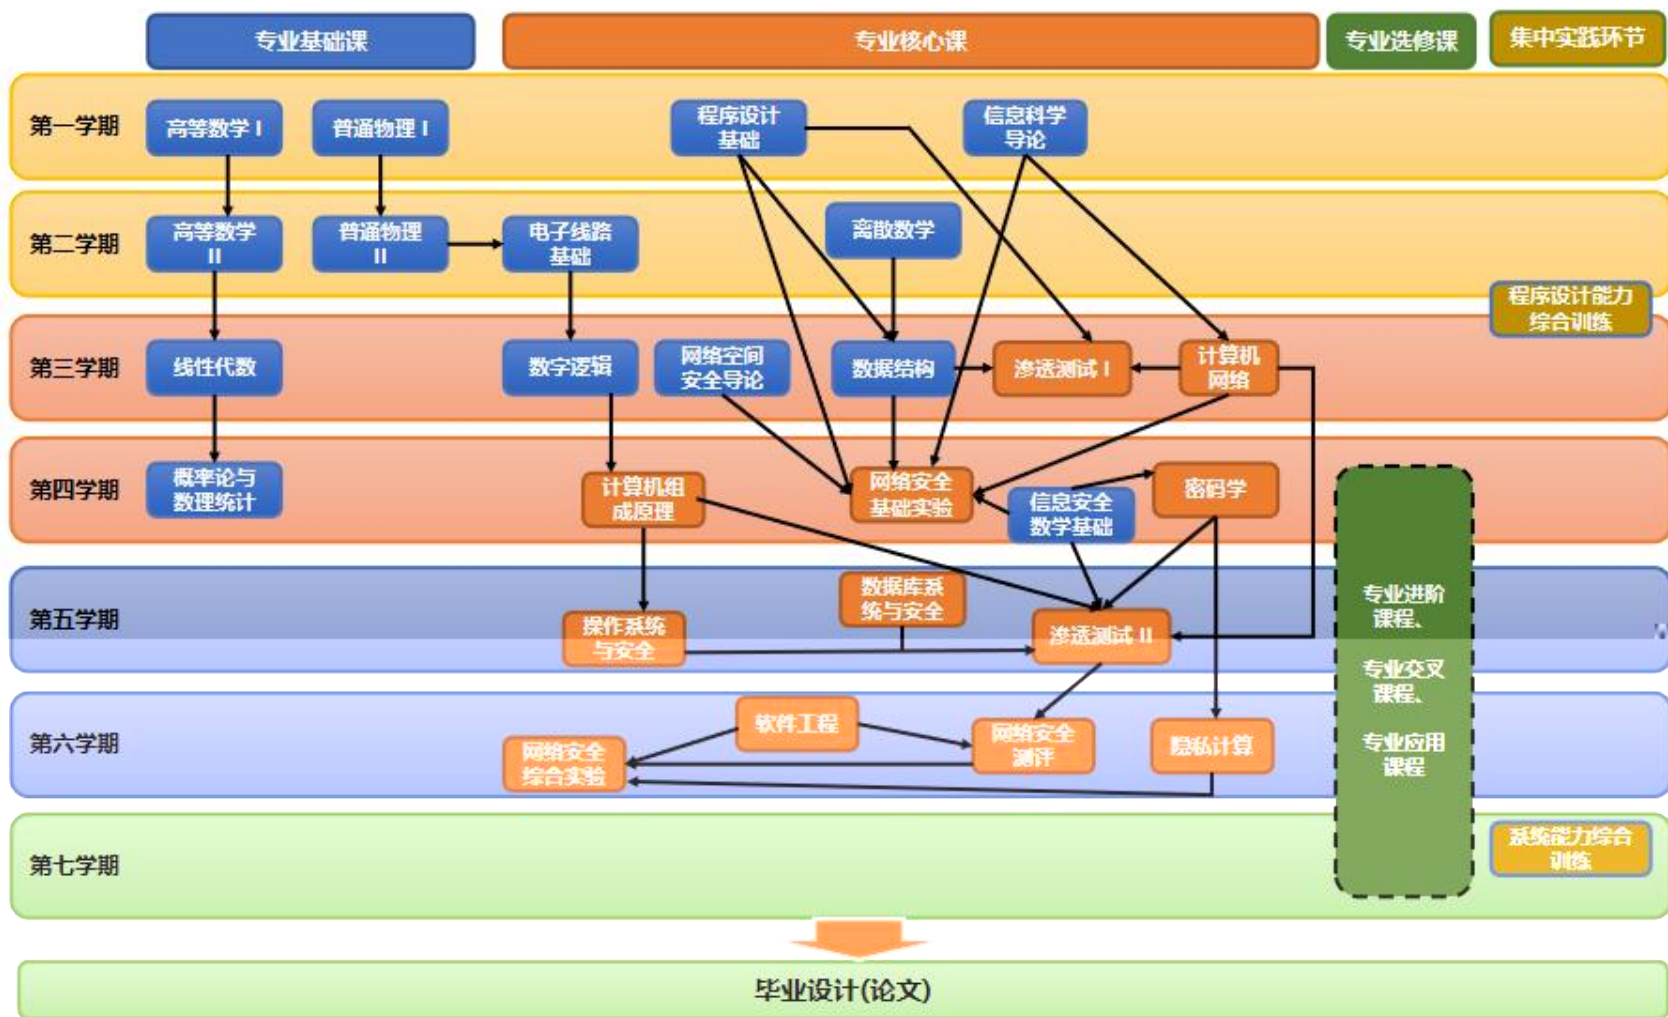 专业基础课
专业核心课
专业选修课
集中实践环节
第一学期
高等数学 I
普通物理 I
程序设计
基础
信息科学
导论
第二学期
高等数学
II
普通物理
II
电子线路
基础
离散数学
程序设计能力
综合训练
第三学期
线性代数
数字逻辑
网络空间
安全导论
数据结构
渗透测试 I
计算机
网络
第四学期
概率论与
数理统计
计算机组
成原理
网络安全
基础实验
信息安全
数学基础
密码学
第五学期
操作系统
与安全
数据库系
统与安全
渗透测试 II
专业进阶
课程、
专业交叉
课程、
专业应用
课程
第六学期
网络安全
综合实验
软件工程
网络安全
测评
隐私计算
第七学期
系统能力综合
训练
毕业设计(论文)